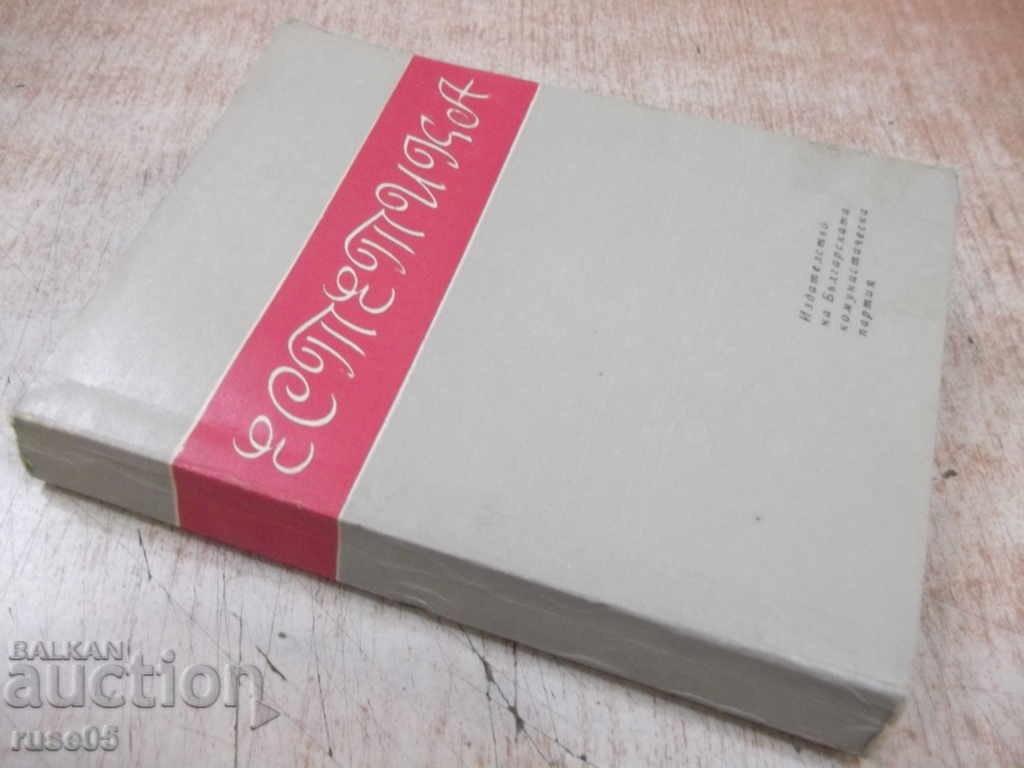 ЕСТЕТИКА
Издателство
на Българската
комунистическа
партия
BALKAN
auction
ruse05